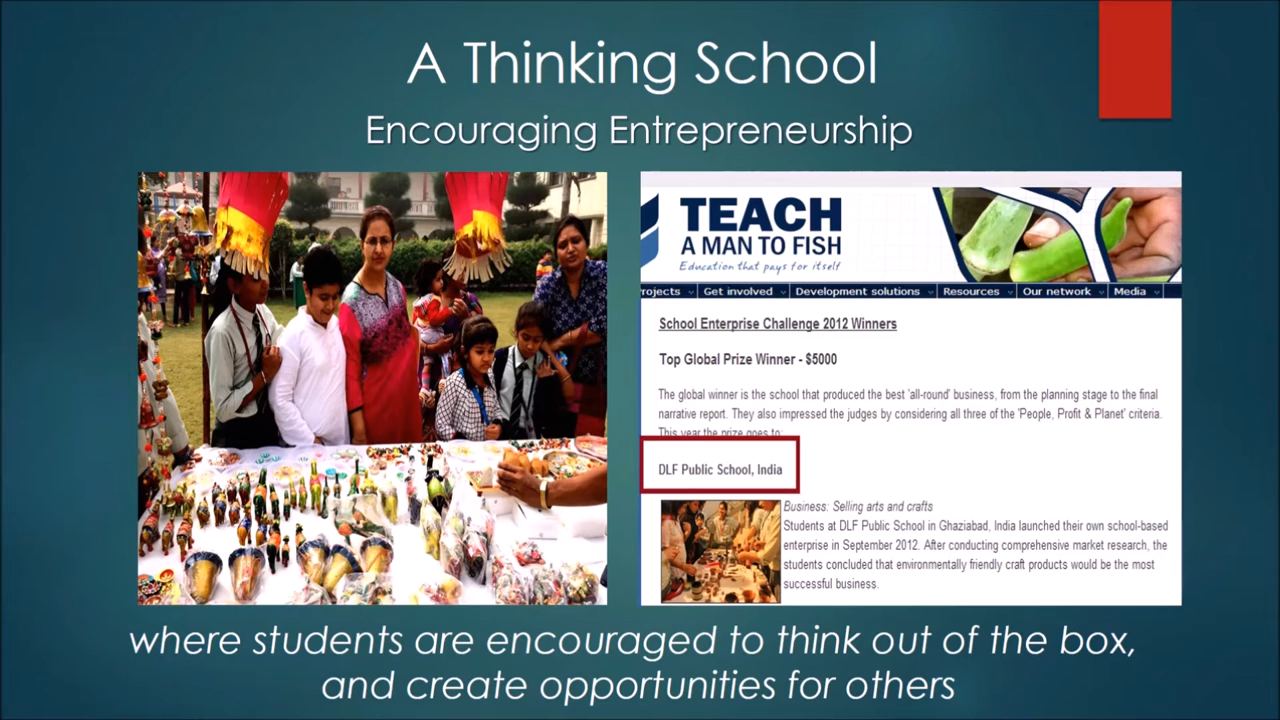 A Thinking School
Encouraging Entrepreneurship
TEACH
A MAN TO FISH
Education that pays for itself
rojects
Get involved
Development solutions
Resources
Our network
Media
School Enterprise Challenge 2012 Winners
Top Global Prize Winner - $5000
The global winner is the school that produced the best 'all-round' business, from the planning stage to the final
narrative report. They also impressed the judges by considering all three of the 'People, Profit & Planet' criteria.
This year the prize goes to:
DLF Public School, India
Business: Selling arts and crafts
Students at DLF Public School in Ghaziabad, India launched their own school-based
enterprise in September 2012. After conducting comprehensive market research, the
students concluded that environmentally friendly craft products would be the most
successful business.
where students are encouraged to think out of the box,
and create opportunities for others